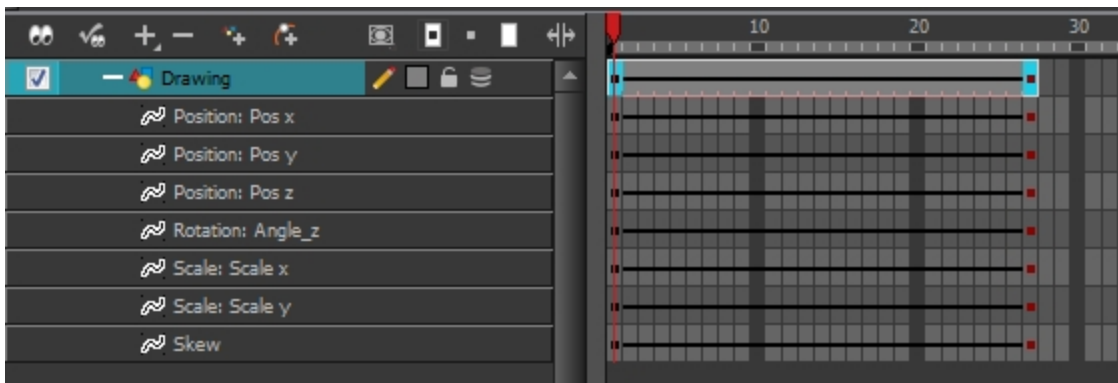 10 20 30
Drawing
Position: Pos x
Position: Pos y
Position: Pos z
Rotation: Angle_z
Scale: Scale x
Scale: Scale y
Skew